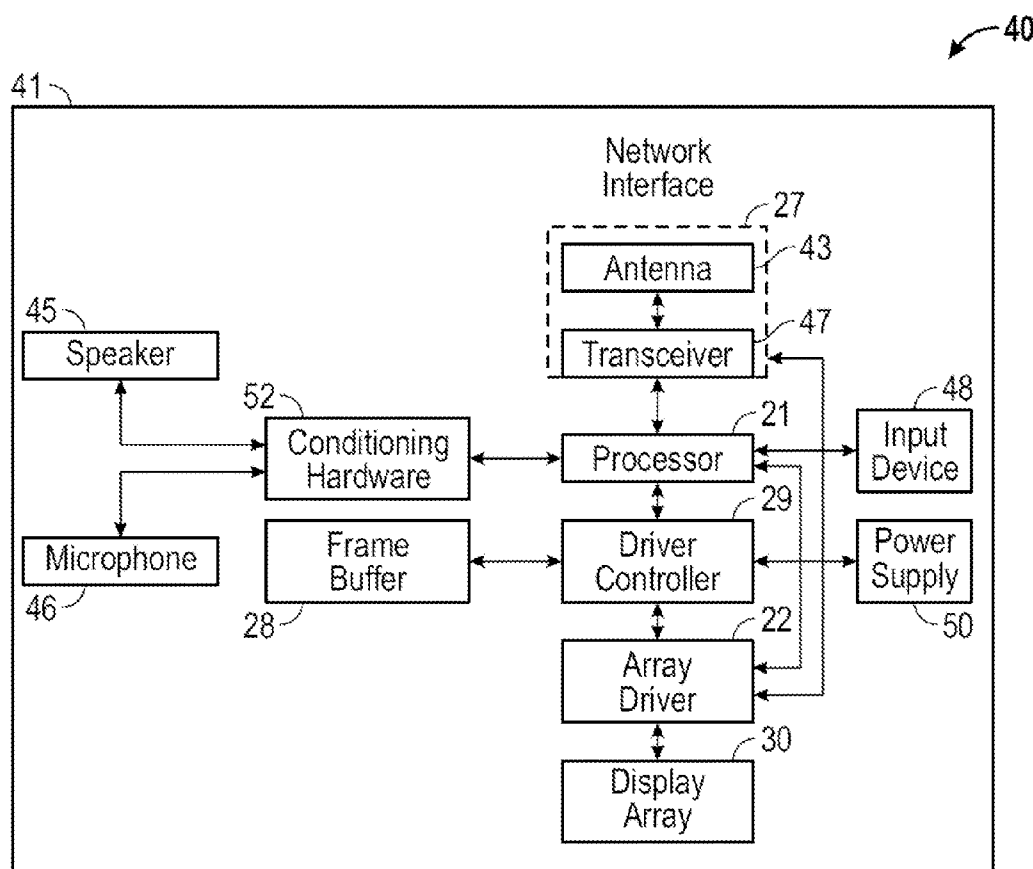 40
41
Network
Interface
27
Antenna
43
45
Speaker
47
Transceiver
52
Conditioning
Hardware
21
Processor
48
Input
Device
29
Microphone
46
Frame
Buffer
28
Driver
Controller
Power
Supply
50
22
Array
Driver
30
Display
Array